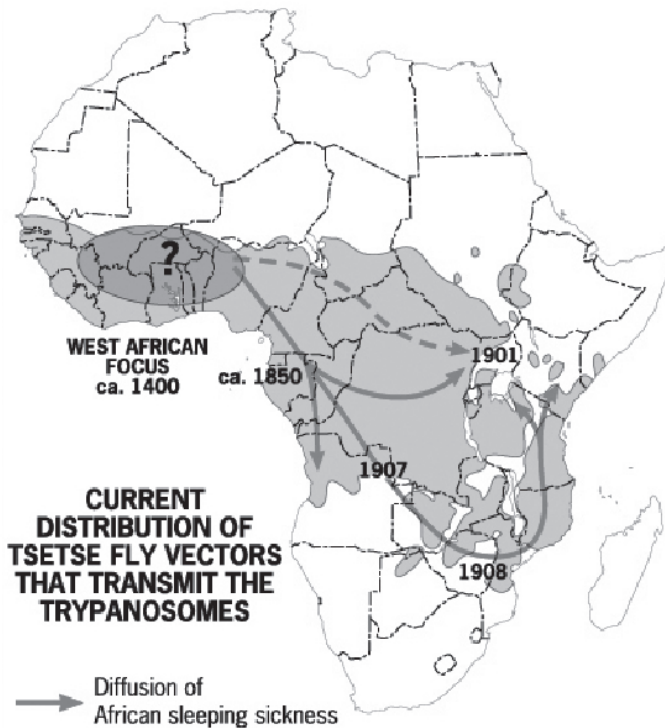 ?
WEST AFRICAN
FOCUS
ca. 1400
ca. 1850
1901
1907
1908
CURRENT
DISTRIBUTION OF
TSETSE FLY VECTORS
THAT TRANSMIT THE
TRYPANOSOMES
Diffusion of
African sleeping sickness